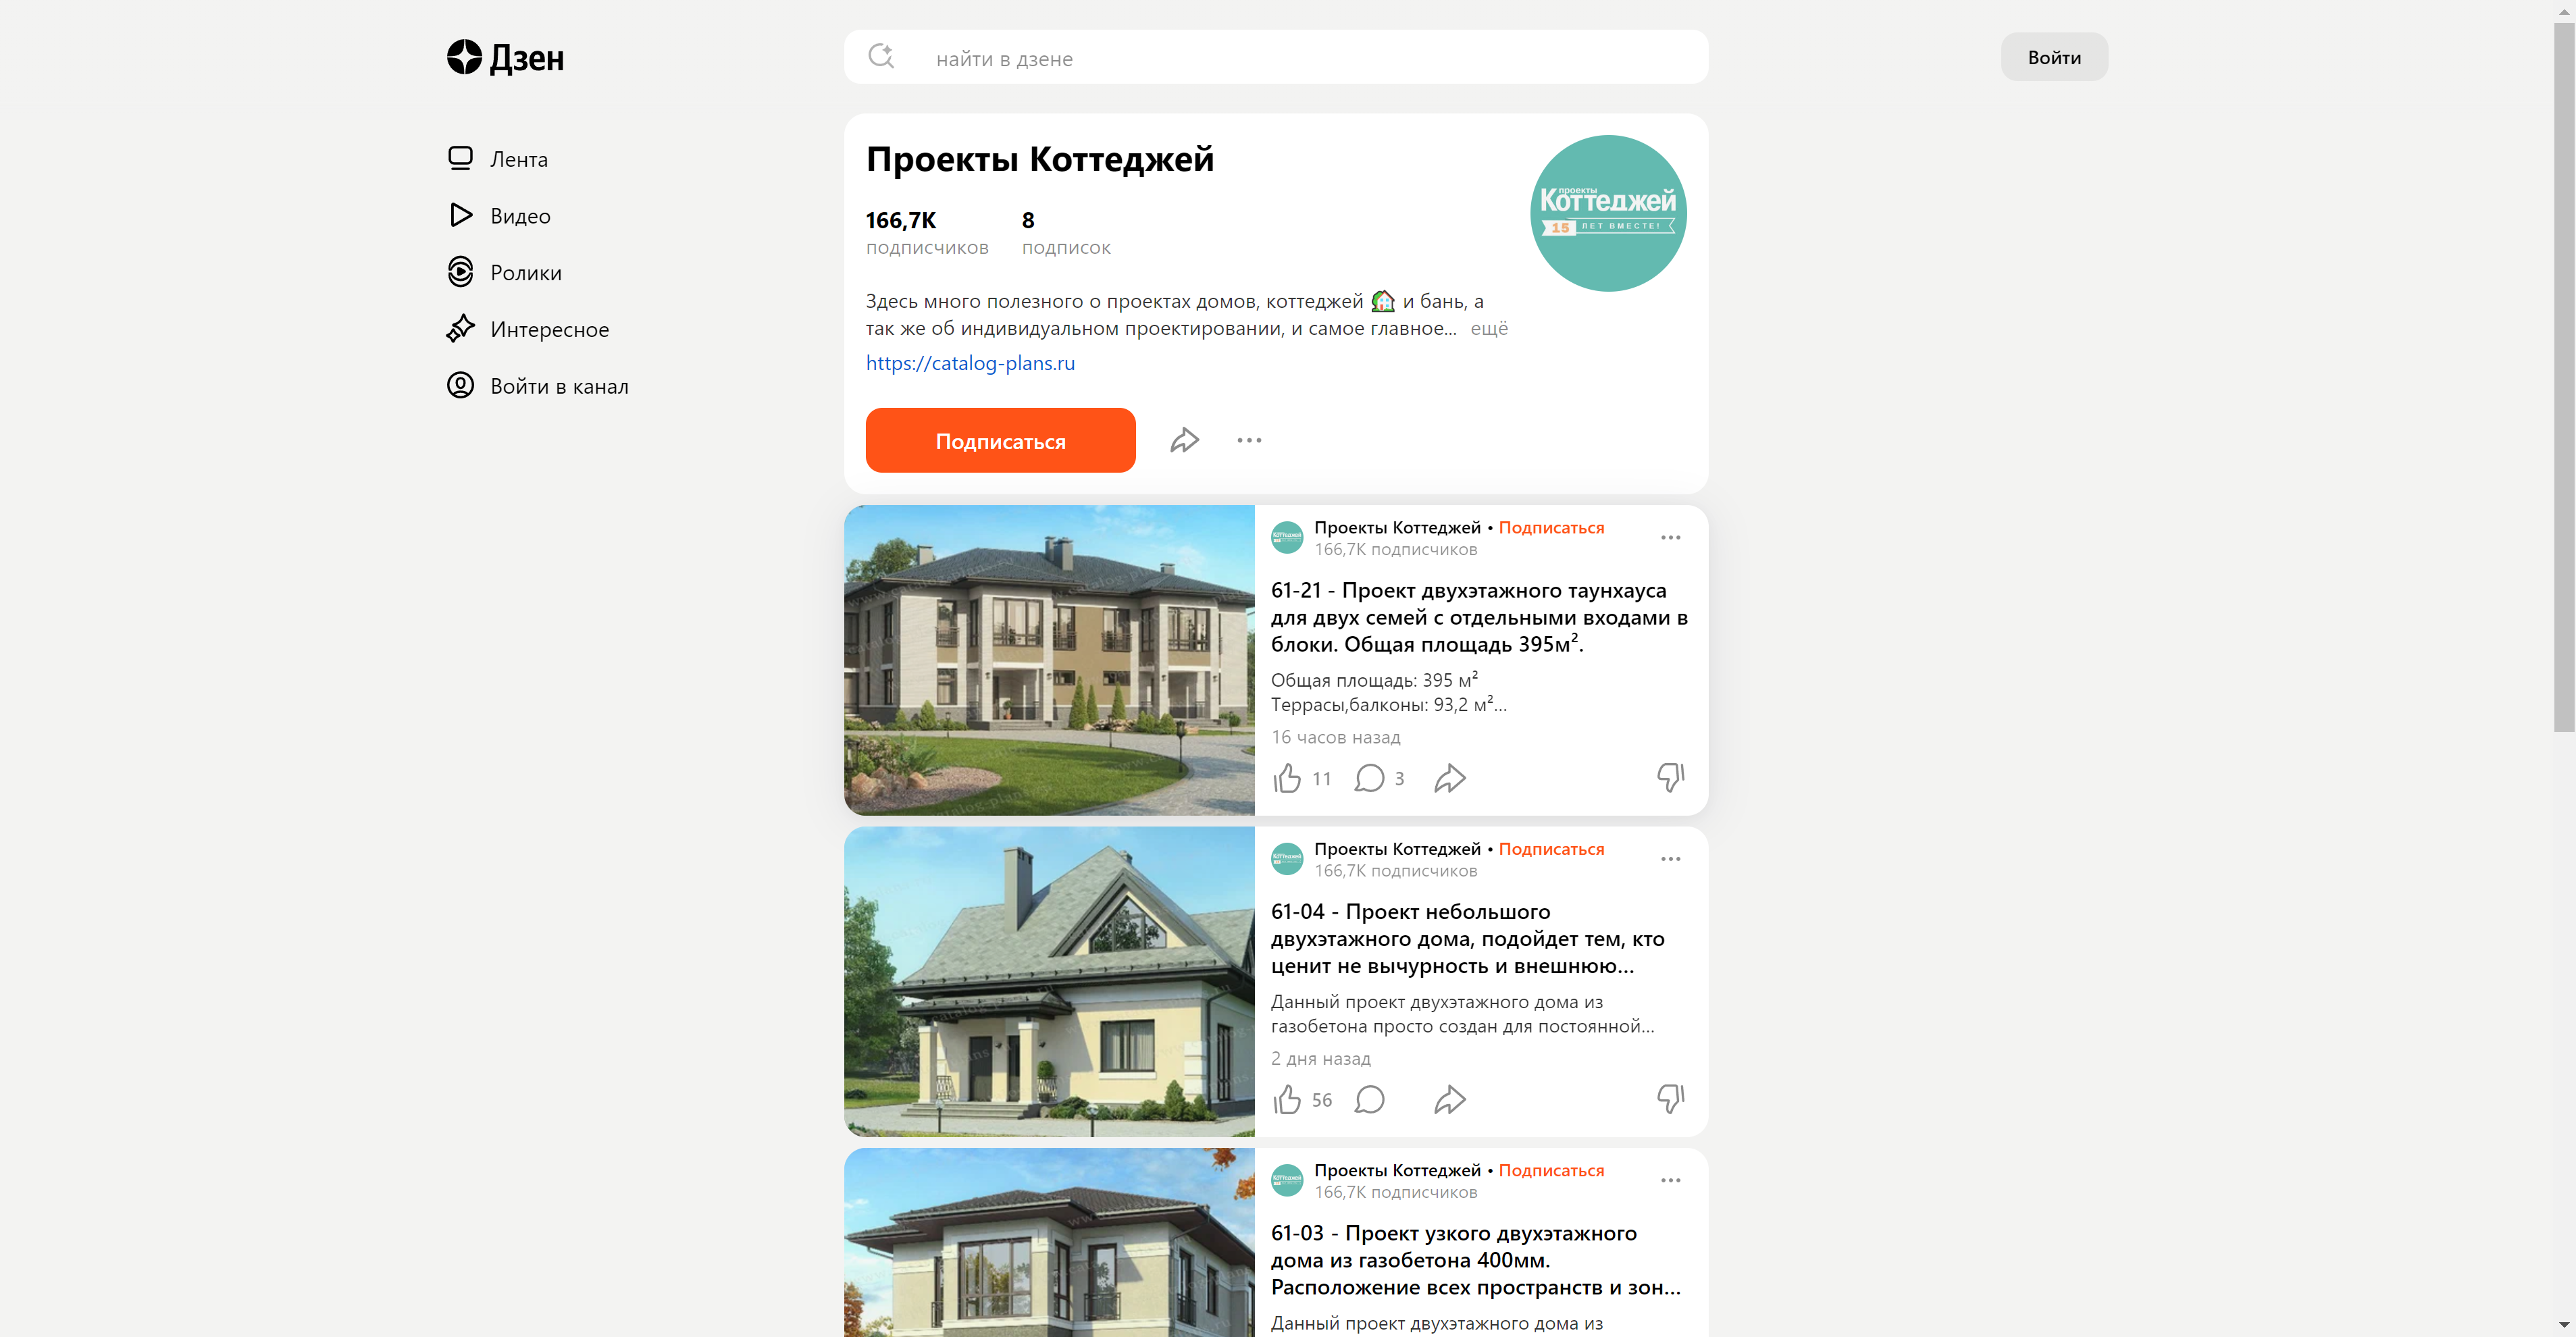 Дзен
найти в дзене
Войти
Лента
Видео
Ролики
Интересное
Войти в канал
Проекты Коттеджей
166,7K
подписчиков
8
подписок
проекты
Коттеджей
15 ЛЕТ ВМЕСТЕ!
Здесь много полезного о проектах домов, коттеджей 🏡 и бань, а
так же об индивидуальном проектировании, и самое главное... ещё
https://catalog-plans.ru
Подписаться
Проекты Коттеджей • Подписаться
166,7K подписчиков
61-21 - Проект двухэтажного таунхауса
для двух семей с отдельными входами в
блоки. Общая площадь 395м².
Общая площадь: 395 м²
Террасы,балконы: 93,2 м²...
16 часов назад
11
3
Проекты Коттеджей • Подписаться
166,7K подписчиков
61-04 - Проект небольшого
двухэтажного дома, подойдет тем, кто
ценит не вычурность и внешнюю...
Данный проект двухэтажного дома из
газобетона просто создан для постоянной...
2 дня назад
56
Проекты Коттеджей • Подписаться
166,7K подписчиков
61-03 - Проект узкого двухэтажного
дома из газобетона 400мм.
Расположение всех пространств и зон...
Данный проект двухэтажного дома из